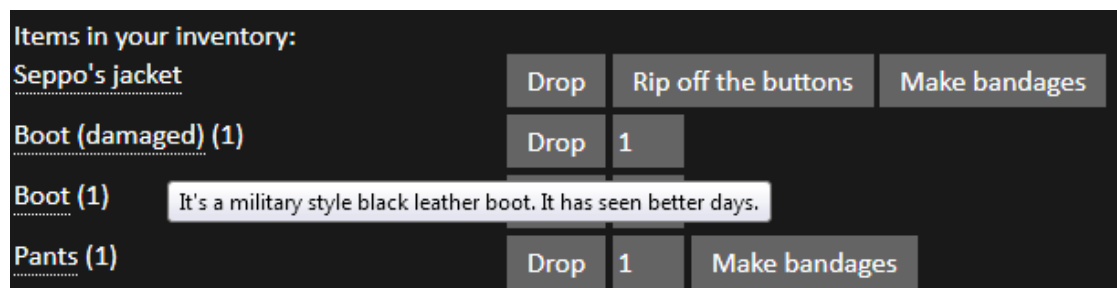 Items in your inventory:
Seppo's jacket Drop Rip off the buttons Make bandages
Boot (damaged) (1) Drop 1
Boot (1) It's a military style black leather boot. It has seen better days.
Pants (1) Drop 1 Make bandages